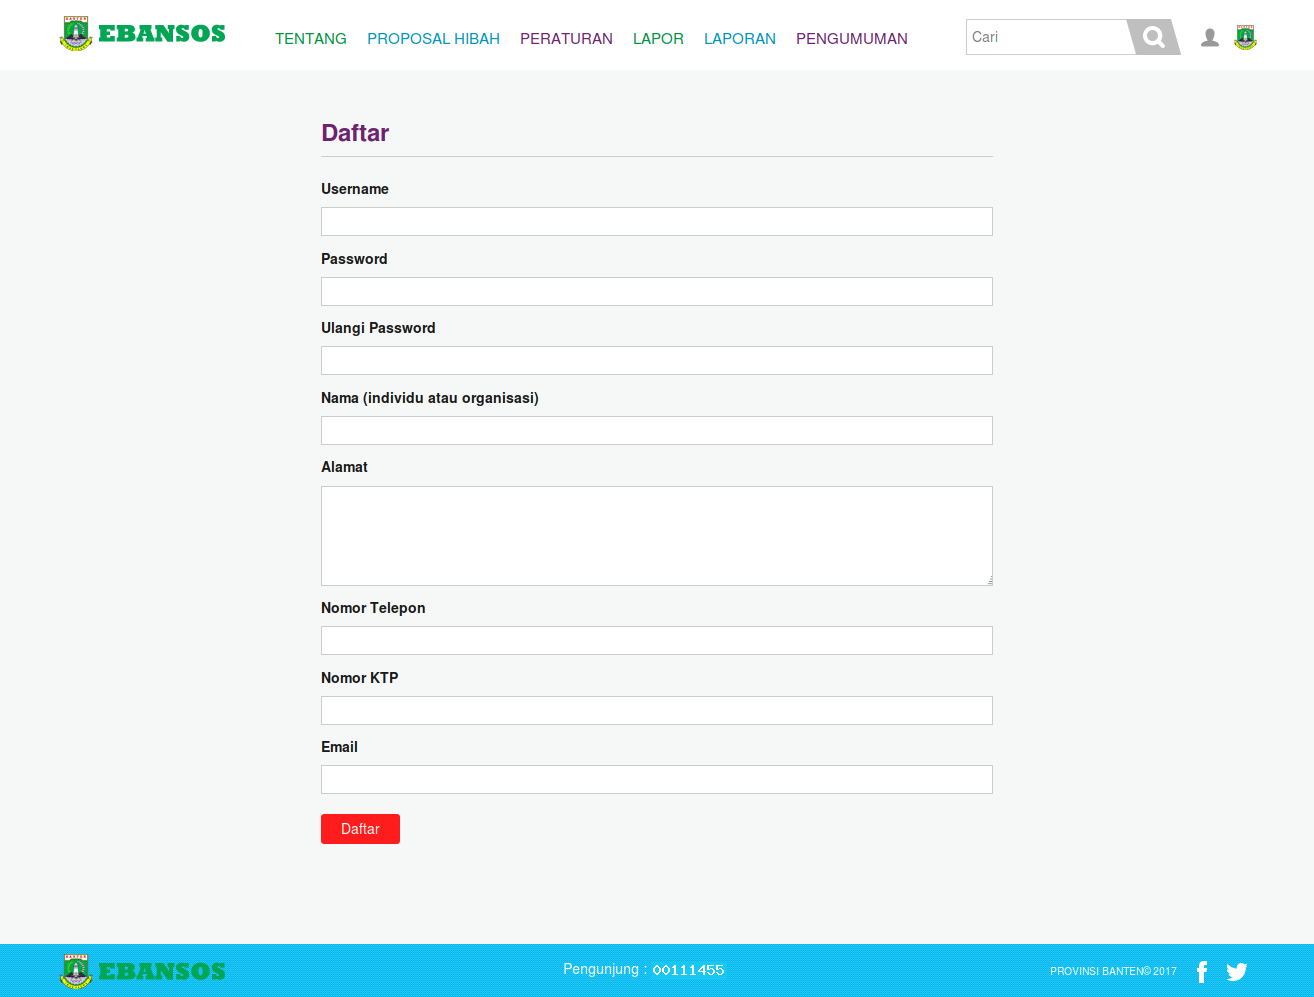 EBANSOS
TENTANG PROPOSAL HIBAH PERATURAN LAPOR LAPORAN PENGUMUMAN
Cari
Daftar
Username
Password
Ulangi Password
Nama (individu atau organisasi)
Alamat
Nomor Telepon
Nomor KTP
Email
Daftar
EBANSOS
Pengunjung : 00111455
PROVINSI BANTEN© 2017